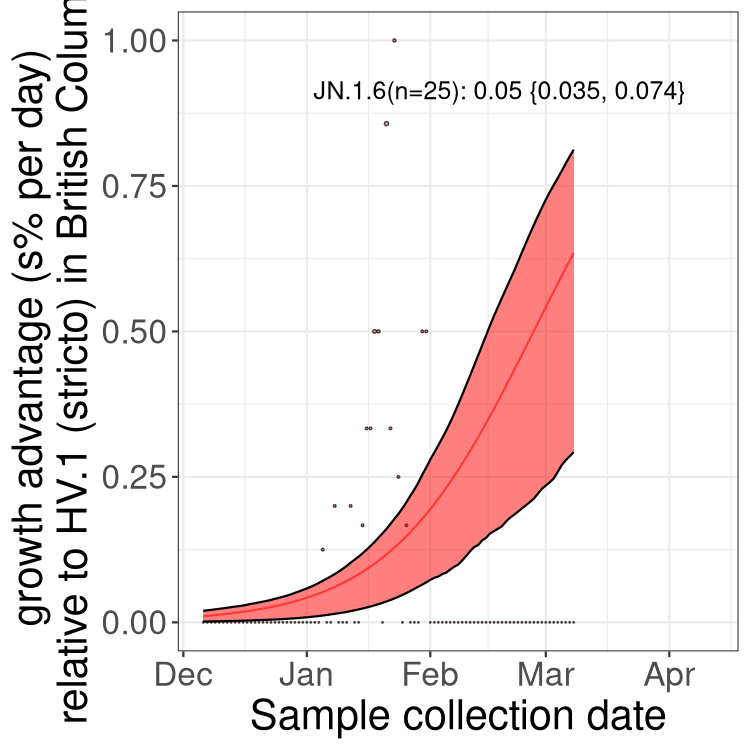 growth advantage (s% per day)
relative to HV.1 (stricto) in British Colum
1.00
0.75
0.50
0.25
0.00
JN.1.6(n=25): 0.05 {0.035, 0.074}
Dec Jan Feb Mar Apr
Sample collection date